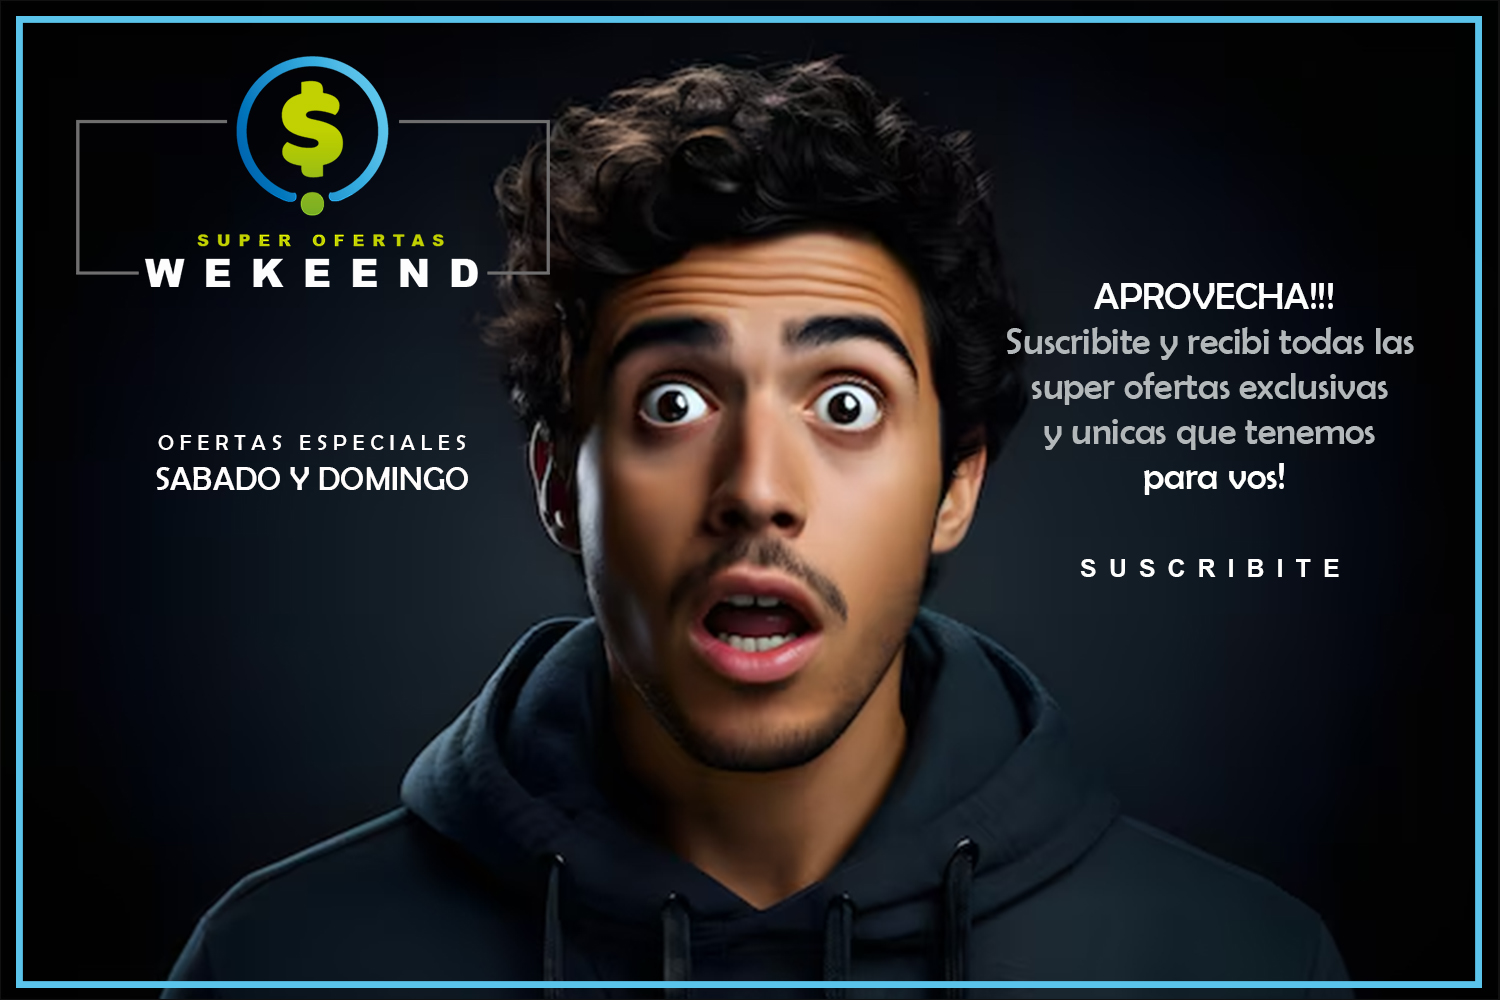 $
SUPER OFERTAS
WEKEEND
OFERTAS ESPECIALES
SABADO Y DOMINGO
APROVECHA!!!
Suscribite y recibi todas las
super ofertas exclusivas
y unicas que tenemos
para vos!
SUSCRIBITE